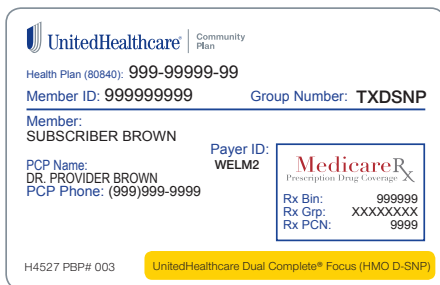 UnitedHealthcare® Community
Plan
Health Plan (80840): 999-99999-99
Member ID: 999999999 Group Number: TXDSNP
Member:
SUBSCRIBER BROWN
PCP Name:
DR. PROVIDER BROWN
PCP Phone: (999)999-9999
Payer ID:
WELM2
MedicareRx
Prescription Drug Coverage
Rx Bin: 999999
Rx Grp: XXXXXXXX
Rx PCN: 9999
H4527 PBP# 003 UnitedHealthcare Dual Complete® Focus (HMO D-SNP)